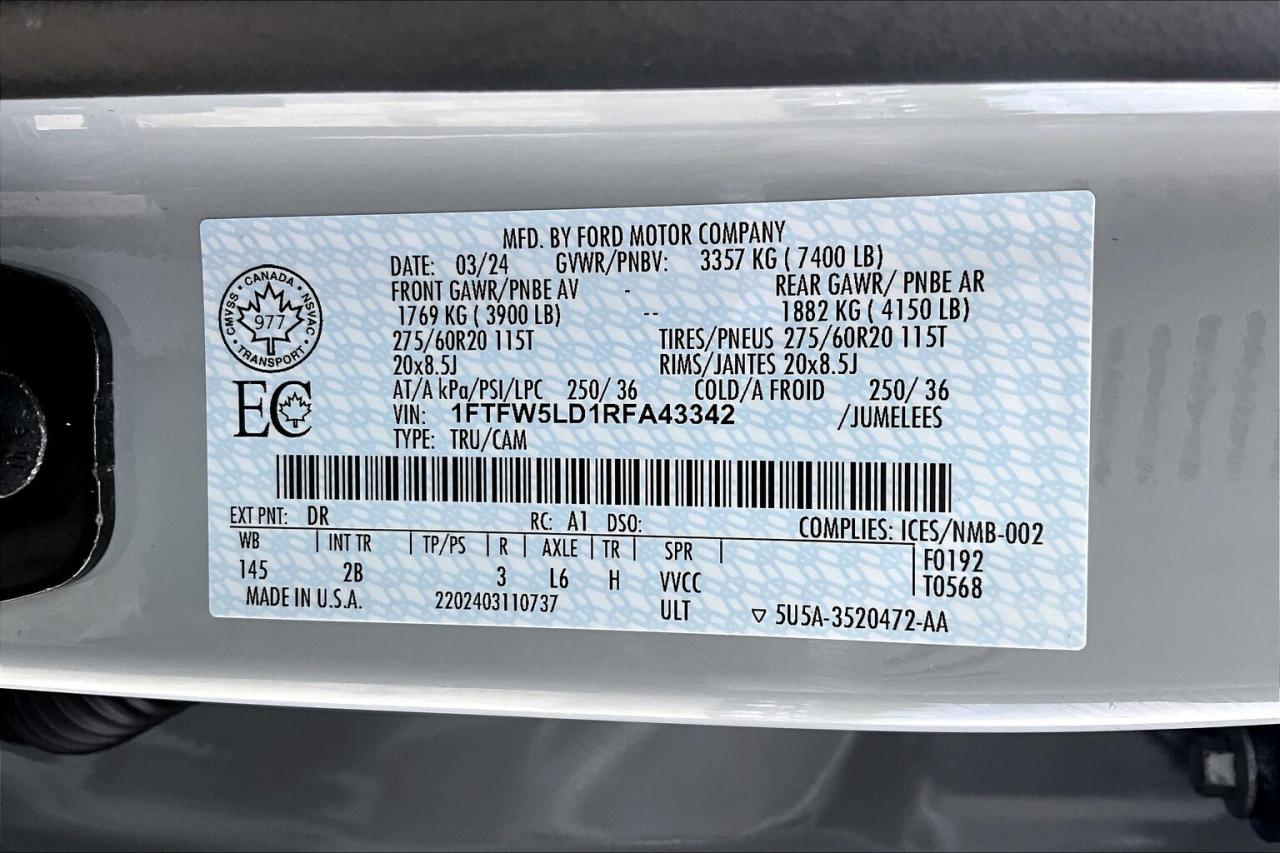 MFD. BY FORD MOTOR COMPANY
DATE: 03/24 GVWR/PNBV: 3357 KG ( 7400 LB)
FRONT GAWR/PNBE AV - REAR GAWR/ PNBE AR
1769 KG ( 3900 LB) -- 1882 KG ( 4150 LB)
275/60R20 115T TIRES/PNEUS 275/60R20 115T
20x8.5J RIMS/JANTES 20x8.5J
AT/A kPa/PSI/LPC 250/ 36 COLD/A FROID 250/ 36
VIN: 1FTFW5LD1RFA43342 /JUMELEES
TYPE: TRU/CAM
CANADA
CMVSS 977 NSVAC
TRANSPORT
EC
EXT PNT: DR RC: A1 DSO: COMPLIES: ICES/NMB-002
WB | INT TR | TP/PS | R | AXLE | TR | SPR | F0192
145 2B 3 L6 H VVCC T0568
MADE IN U.S.A. 2202403110737 ULT ▽ 5U5A-3520472-AA